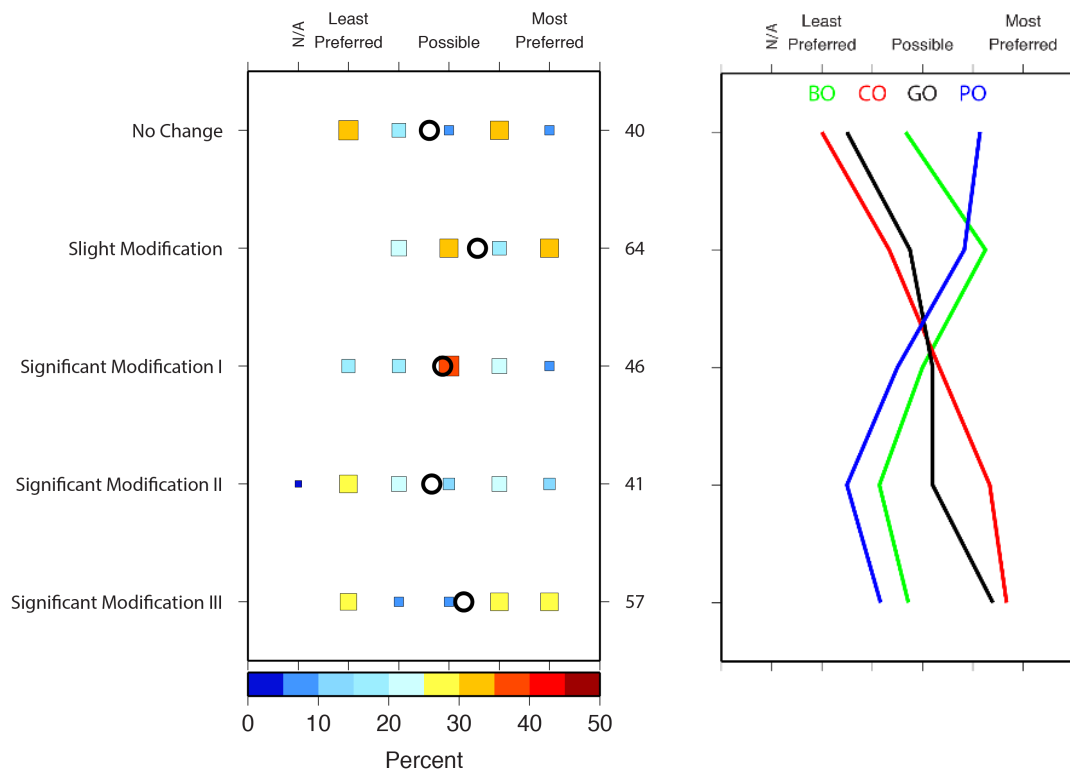 N/A
Least
Preferred
Possible
Most
Preferred
No Change
40
Slight Modification
64
Significant Modification I
46
Significant Modification II
41
Significant Modification III
57
0 10 20 30 40 50
Percent
N/A
Least
Preferred
Possible
Most
Preferred
BO CO GO PO